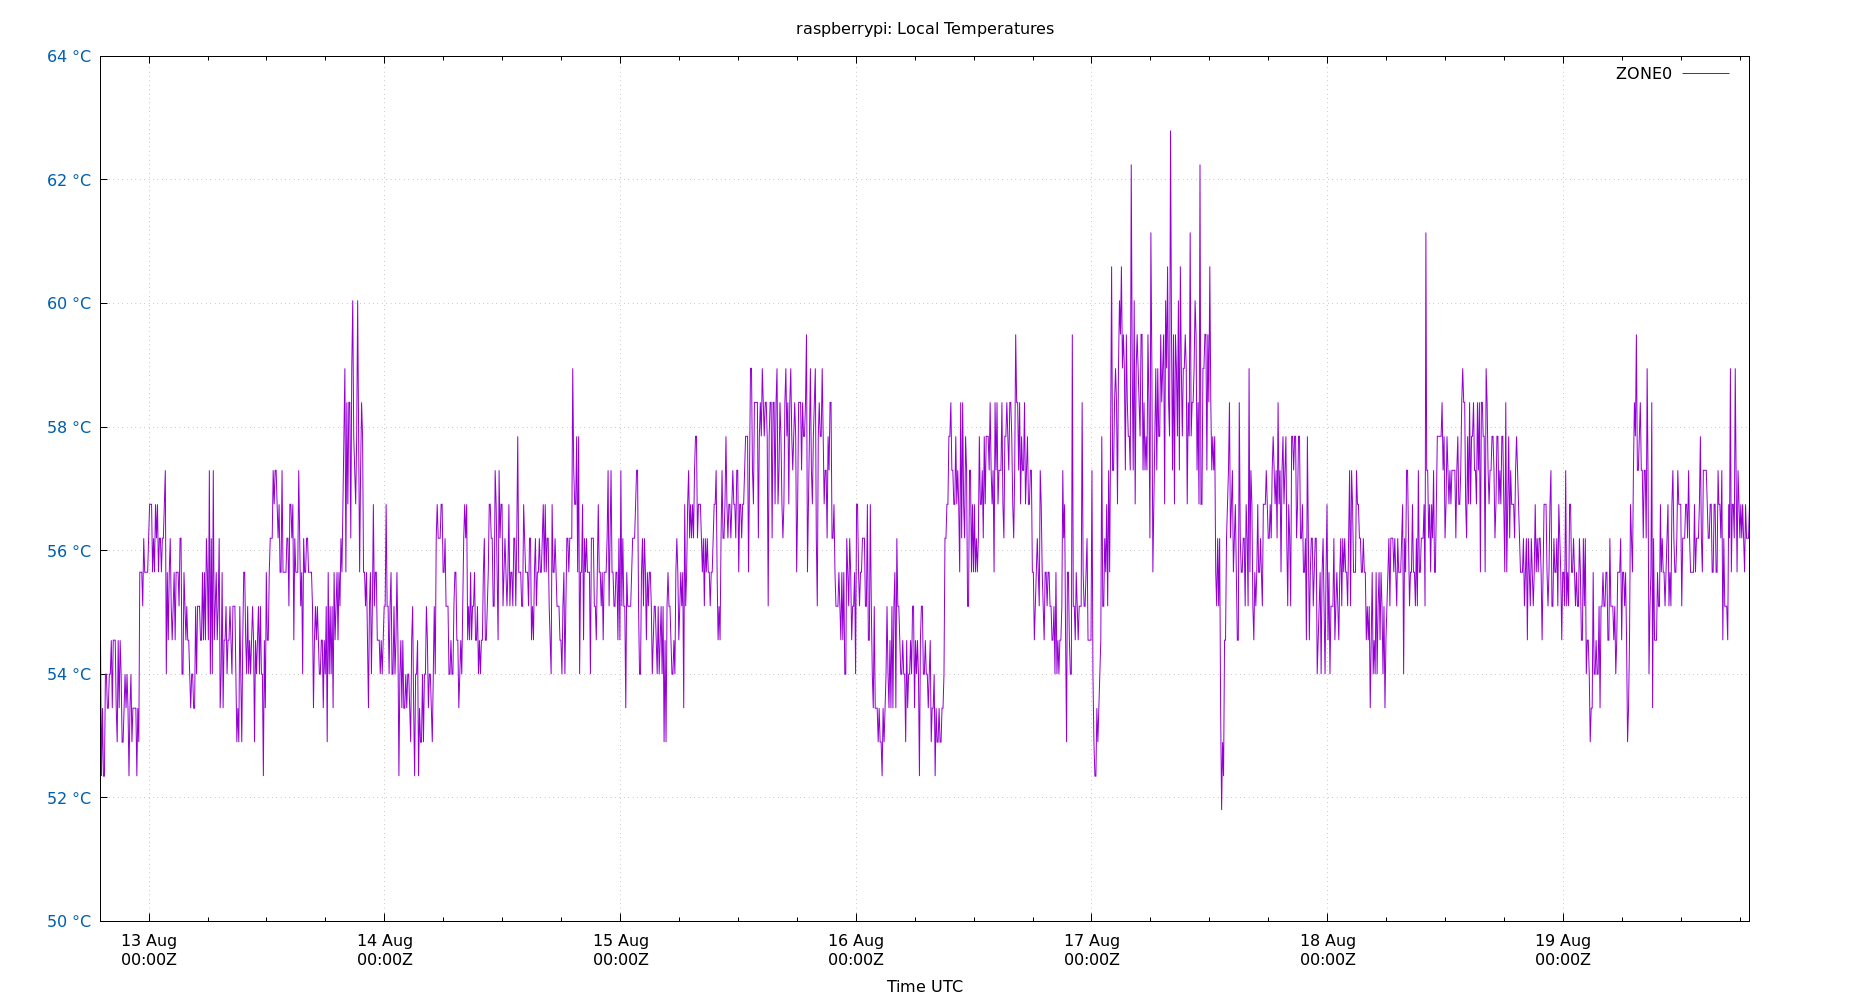 raspberrypi: Local Temperatures
64 °C
ZONE0
62 °C
60 °C
58 °C
56 °C
54 °C
52 °C
50 °C
13 Aug 14 Aug 15 Aug 16 Aug 17 Aug 18 Aug 19 Aug
00:00Z 00:00Z 00:00Z 00:00Z 00:00Z 00:00Z 00:00Z
Time UTC